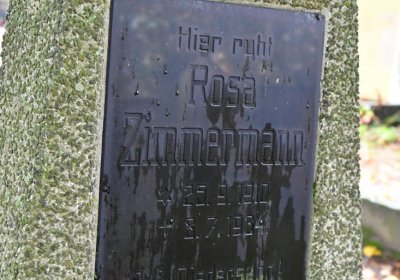 Hier ruht
Rosa
Zimmermann
* 25.9.1910
✝ 8.7.1934